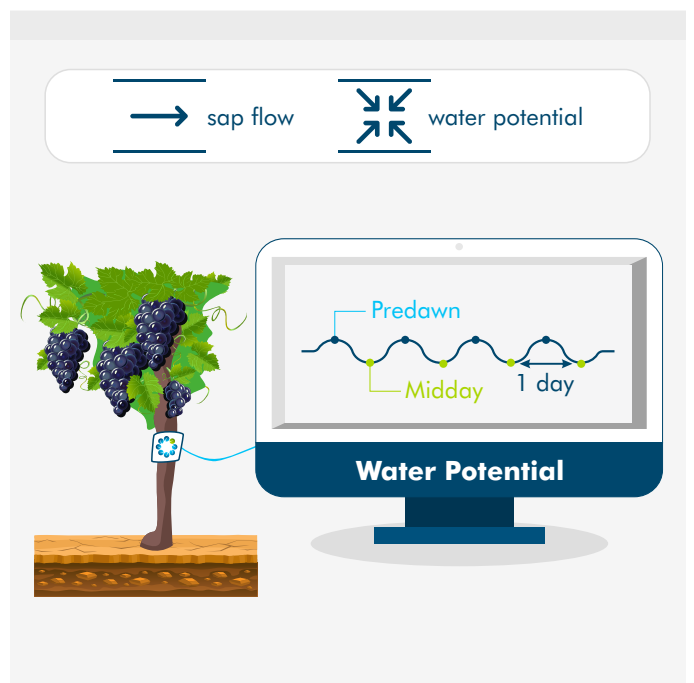 sap flow
water potential
Predawn
Midday
1 day
Water Potential